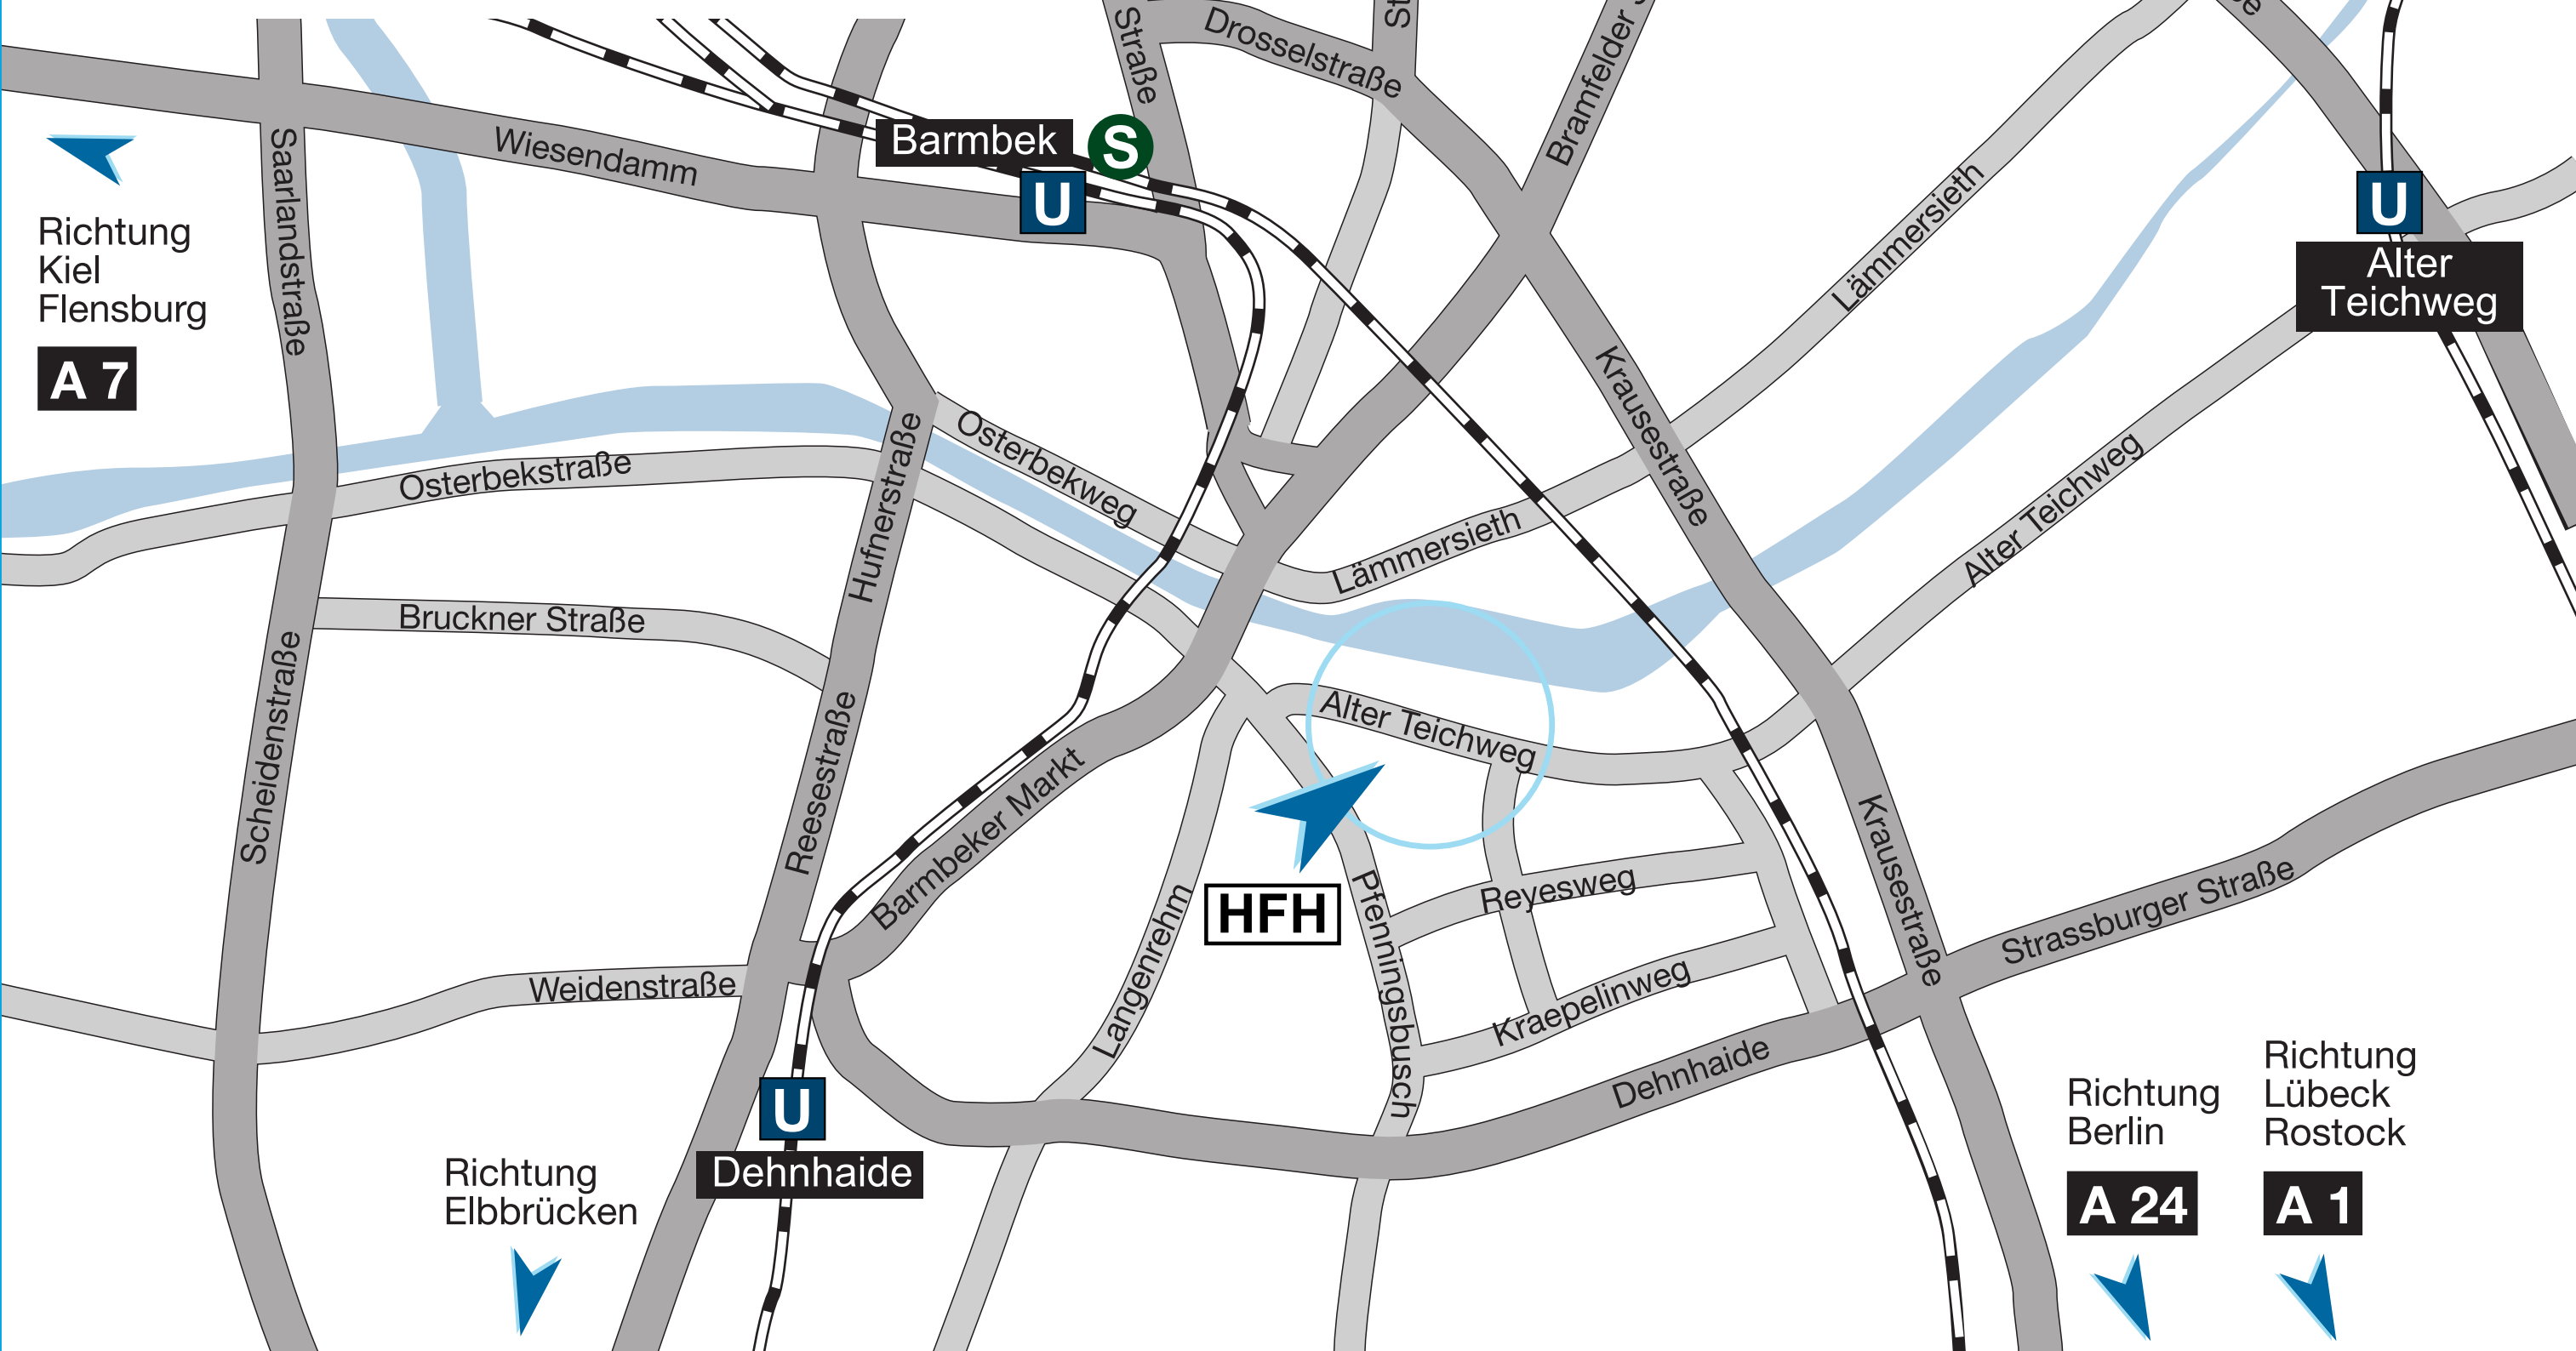 Straße
Drosselstraße
St
Bramfelder S
Barmbek
S
U
Wiesendamm
Saarlandstraße
Richtung
Kiel
Flensburg
A 7
U
Alter
Teichweg
Lämmersieth
Krausestraße
Osterbekstraße
Hufnerstraße
Osterbekweg
Lämmersieth
Alter Teichweg
Bruckner Straße
Scheidenstraße
Reesestraße
Barmbeker Markt
Alter Teichweg
HFH
Langenrehm
Pfenningsbusch
Reyesweg
Kraepelinweg
Krausestraße
Strassburger Straße
Weidenstraße
Dehnhaide
U
Dehnhaide
Richtung
Elbbrücken
Richtung
Berlin
A 24
Richtung
Lübeck
Rostock
A 1